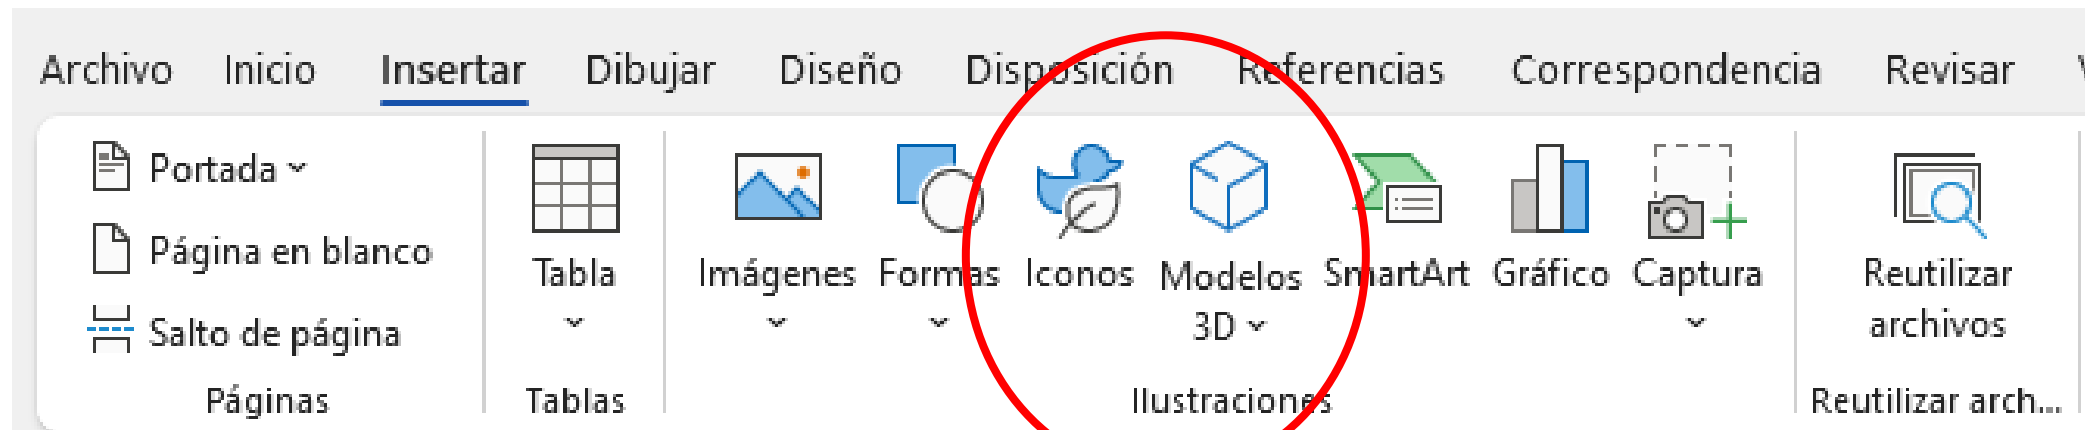 Archivo Inicio Insertar Dibujar Diseño Disposición Referencias Correspondencia Revisar
Portada
Página en blanco
Salto de página
Páginas
Tabla
Tablas
Imágenes
Formas
Iconos
Modelos
3D
SmartArt
Gráfico
Captura
Ilustraciones
Reutilizar
archivos
Reutilizar arch...